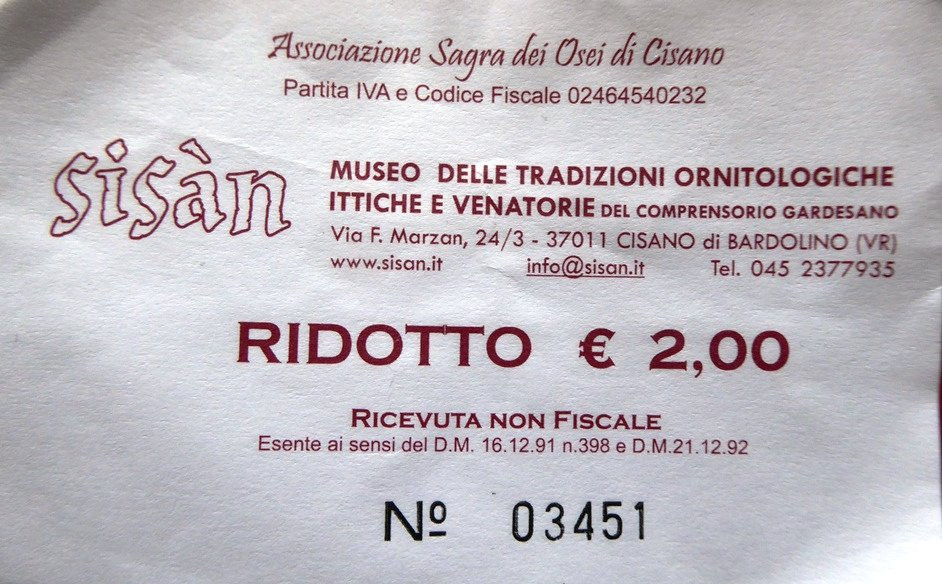 Associazione Sagra dei Osei di Cisano
Partita IVA e Codice Fiscale 02464540232
sisàn
MUSEO DELLE TRADIZIONI ORNITOLOGICHE
ITTICHE E VENATORIE DEL COMPRENSORIO GARDESANO
Via F. Marzan, 24/3 - 37011 CISANO di BARDOLINO (VR)
www.sisan.it info@sisan.it Tel. 045 2377935
RIDOTTO € 2,00
RICEVUTA NON FISCALE
Esente ai sensi del D.M. 16.12.91 n.398 e D.M.21.12.92
Nº 03451